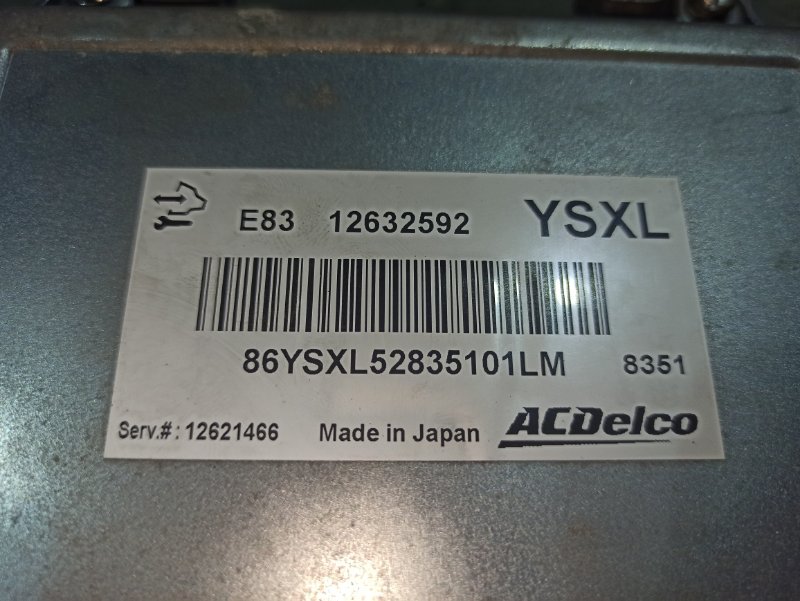 E83 12632592 YSXL
86YSXL52835101LM 8351
Serv.#: 12621466 Made in Japan ACDelco